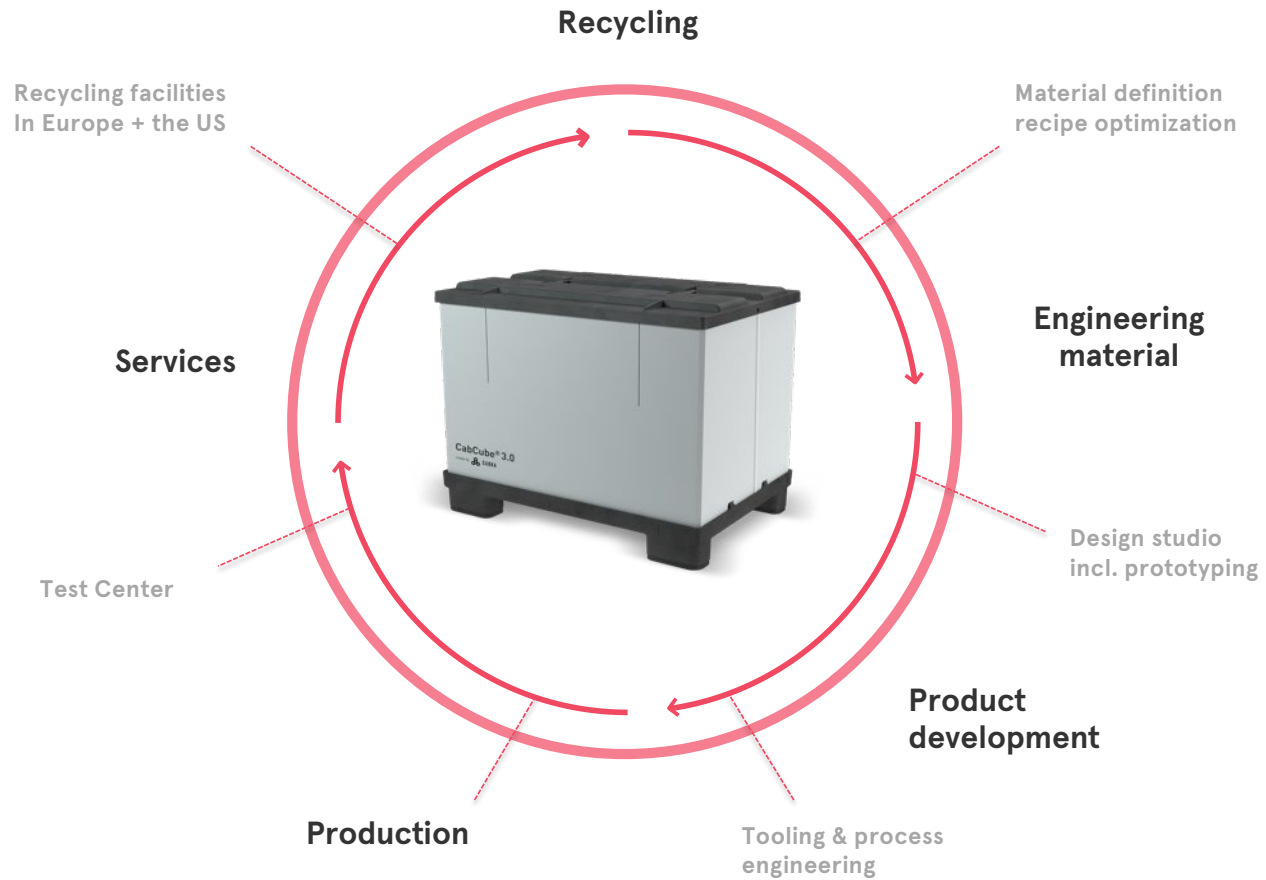 Recycling
Recycling facilities
In Europe + the US
Material definition
recipe optimization
Engineering
material
Services
CabCube® 3.0
Design studio
incl. prototyping
Test Center
Product
development
Production
Tooling & process
engineering